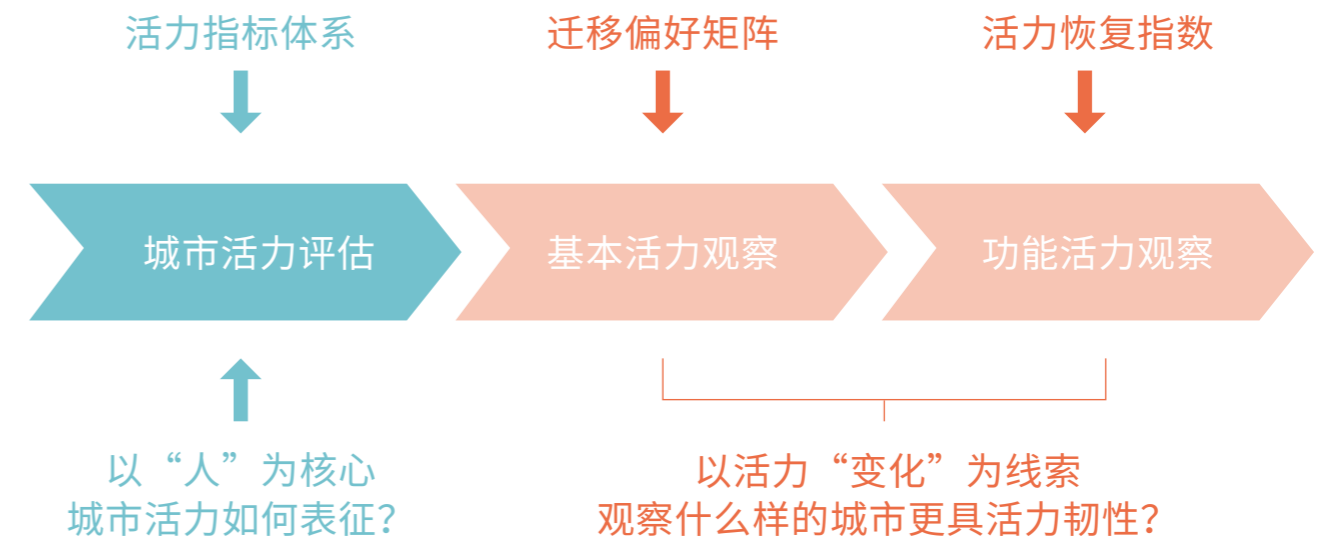 活力指标体系
迁移偏好矩阵
活力恢复指数
城市活力评估
基本活力观察
功能活力观察
以“人”为核心
城市活力如何表征？
以活力“变化”为线索
观察什么样的城市更具活力韧性？